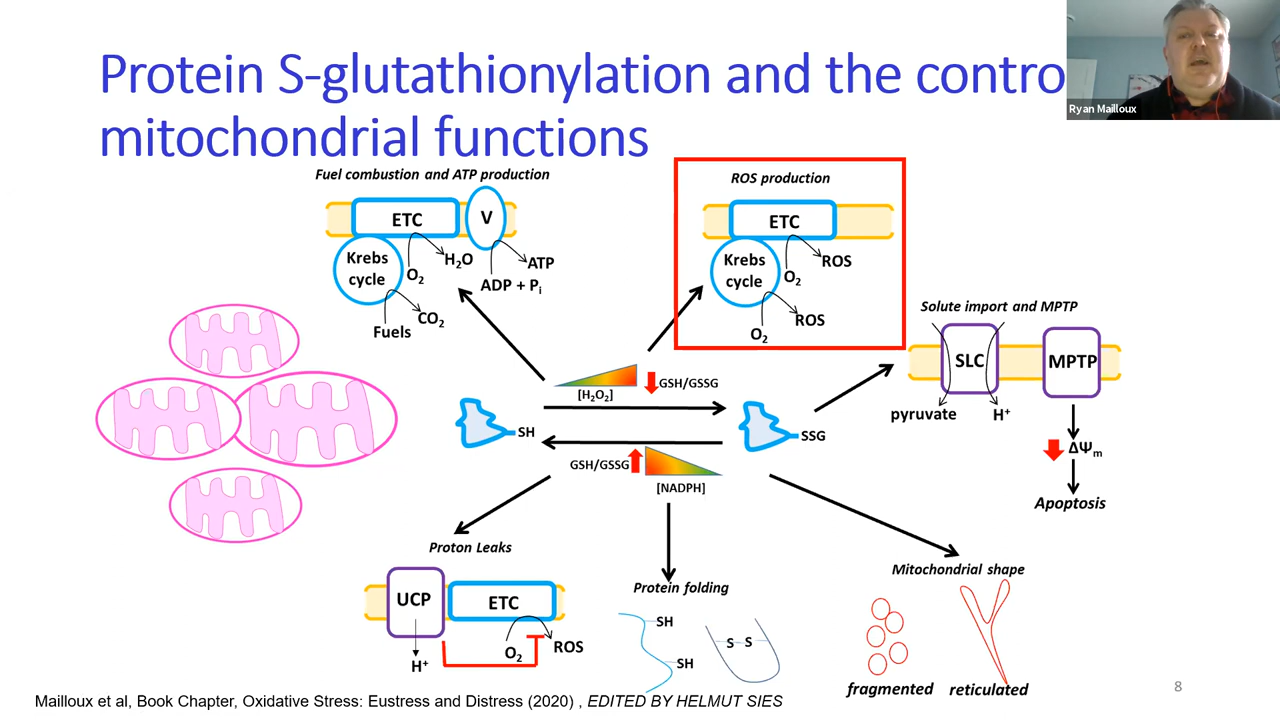 Protein S-glutathionylation and the contro
mitochondrial functions
Ryan Mailloux
Fuel combustion and ATP production
ETC
V
Krebs
cycle
O₂
H₂O
ATP
ADP + Pᵢ
Fuels
CO₂
ROS production
ETC
Krebs
cycle
O₂
ROS
O₂
ROS
Solute import and MPTP
SLC
MPTP
pyruvate
H⁺
ΔΨₘ
Apoptosis
GSH/GSSG
[H₂O₂]
SH
SSG
GSH/GSSG
[NADPH]
Proton Leaks
UCP
ETC
O₂
ROS
H⁺
Protein folding
SH
SH
S S
Mitochondrial shape
fragmented
reticulated
Mailloux et al, Book Chapter, Oxidative Stress: Eustress and Distress (2020) , EDITED BY HELMUT SIES
8